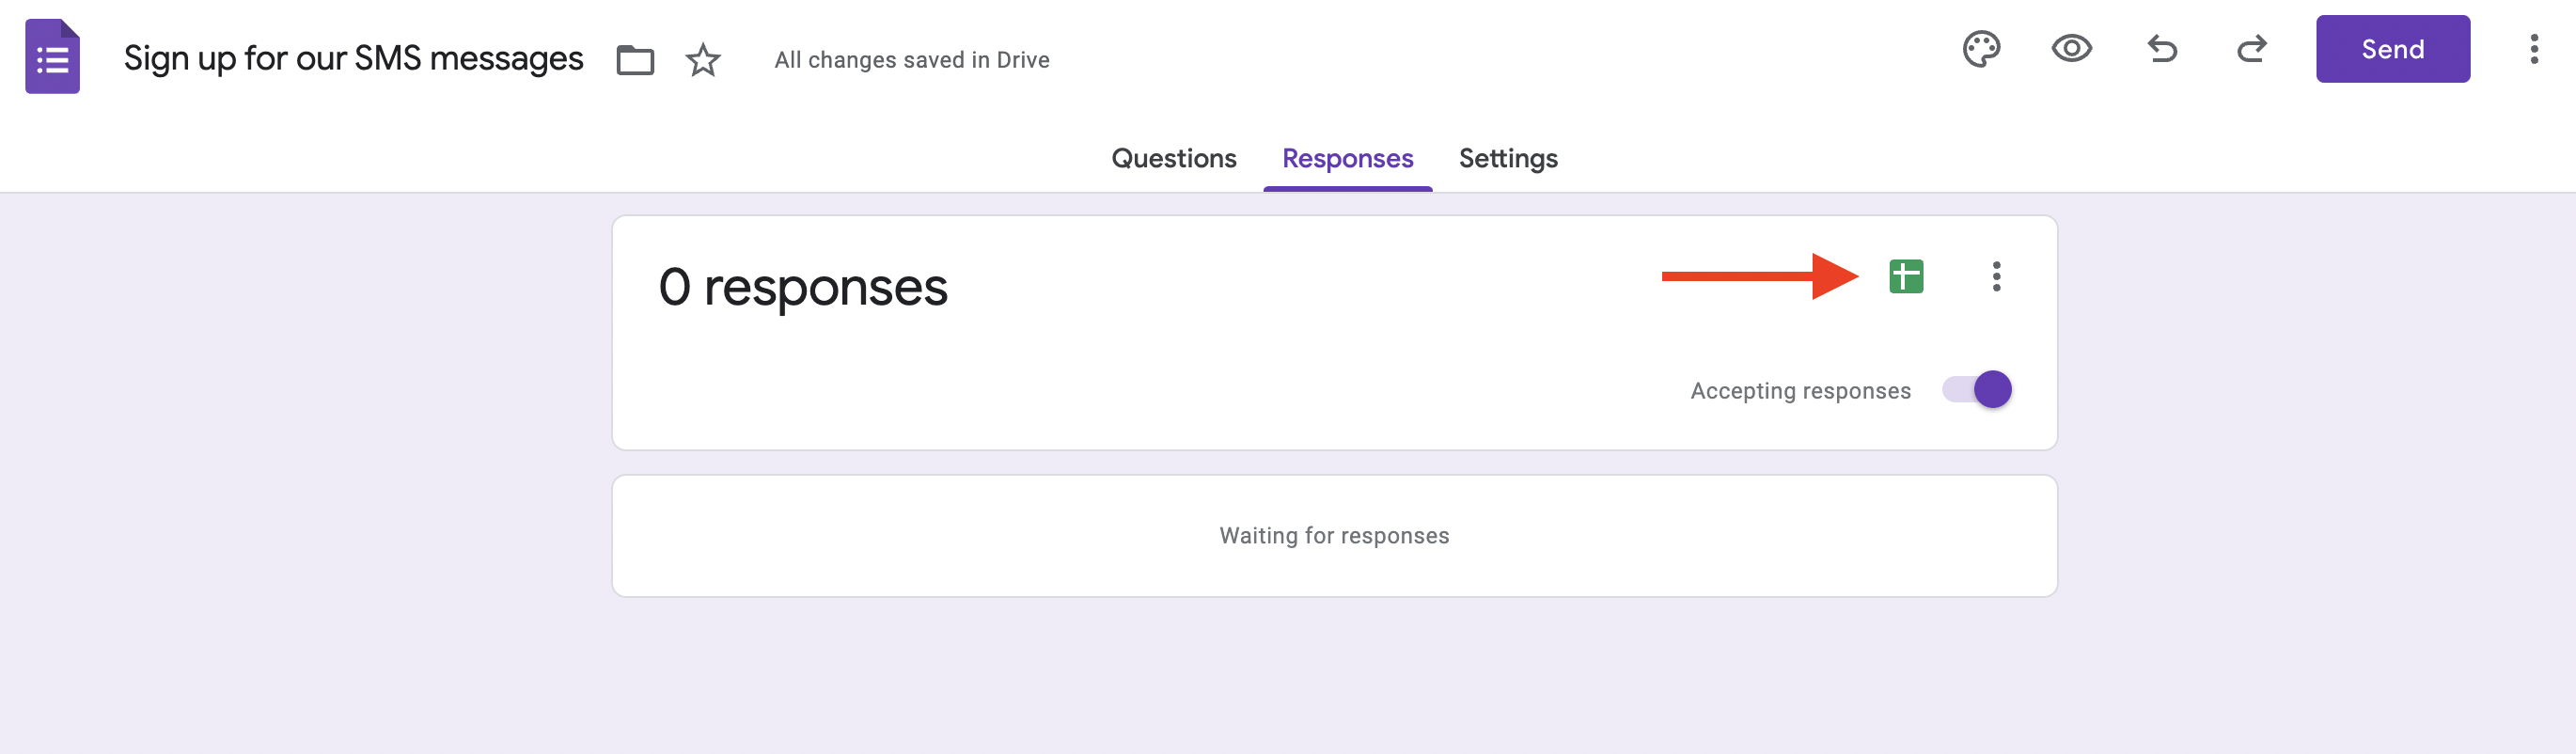 Sign up for our SMS messages
All changes saved in Drive
Send
Questions
Responses
Settings
0 responses
Accepting responses
Waiting for responses